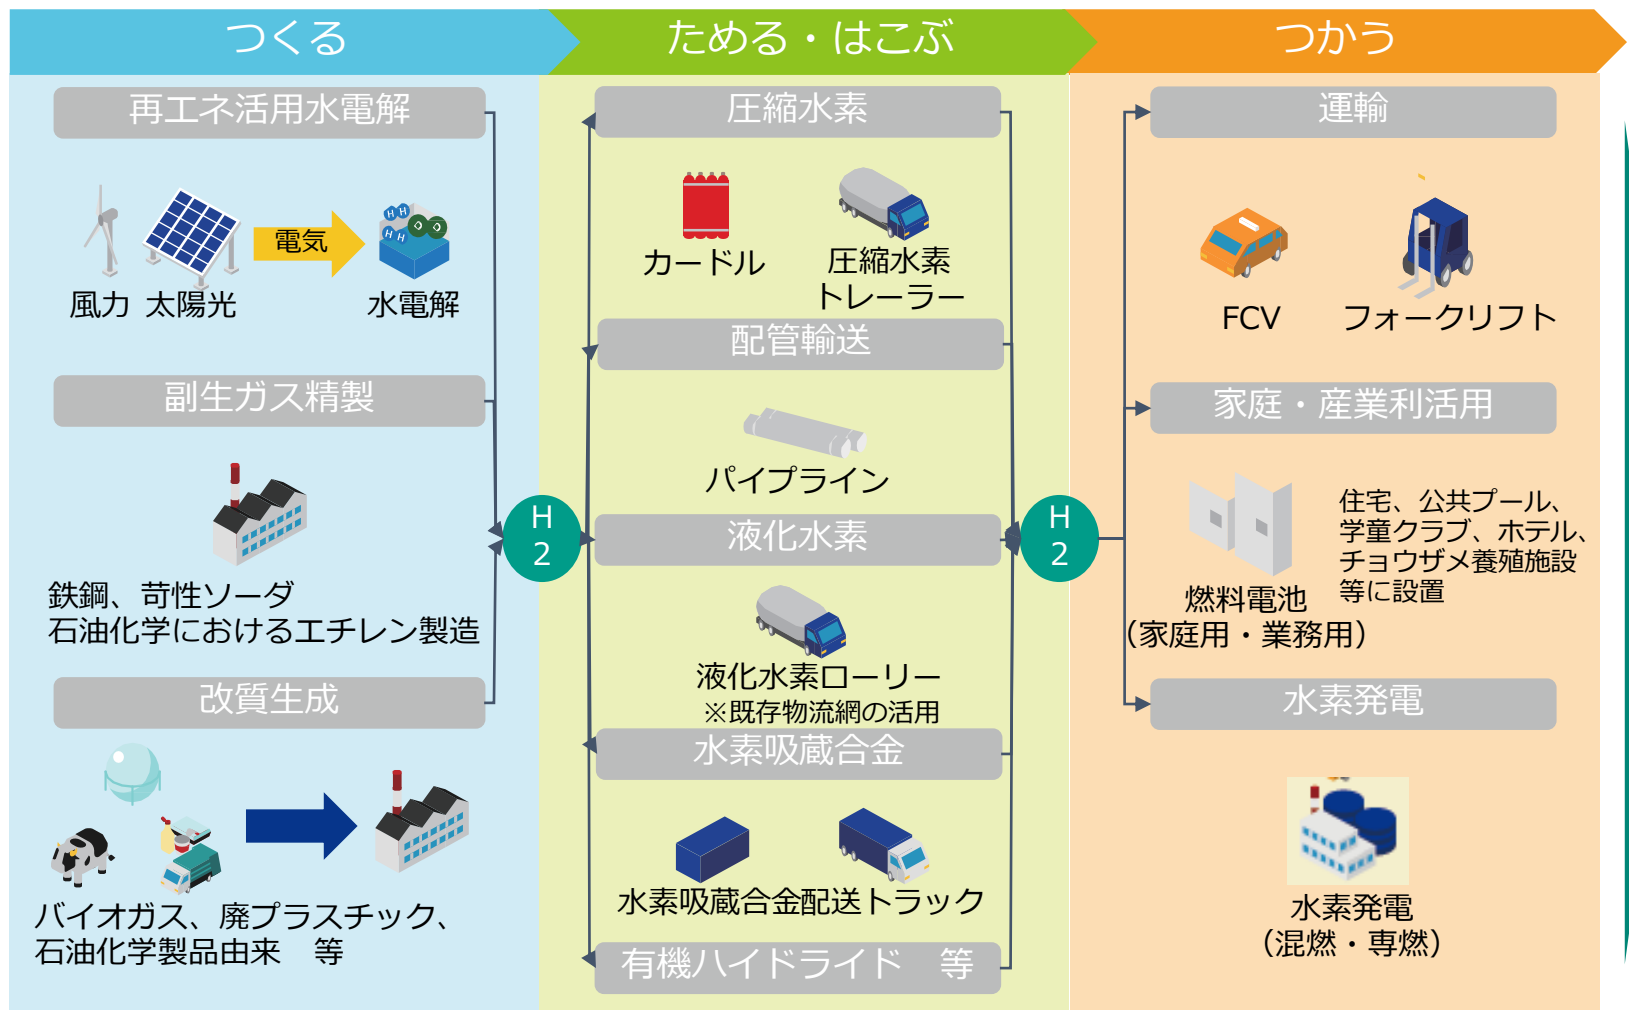 つくる
再エネ活用水電解
電気
風力 太陽光
水電解
副生ガス精製
鉄鋼、苛性ソーダ
石油化学におけるエチレン製造
改質生成
バイオガス、廃プラスチック、
石油化学製品由来　等
H
2
ためる・はこぶ
圧縮水素
カードル
圧縮水素
トレーラー
配管輸送
パイプライン
液化水素
液化水素ローリー
※既存物流網の活用
水素吸蔵合金
水素吸蔵合金配送トラック
有機ハイドライド　等
H
2
つかう
運輸
FCV
フォークリフト
家庭・産業利活用
燃料電池
（家庭用・業務用）
住宅、公共プール、
学童クラブ、ホテル、
チョウザメ養殖施設
等に設置
水素発電
水素発電
（混燃・専燃）